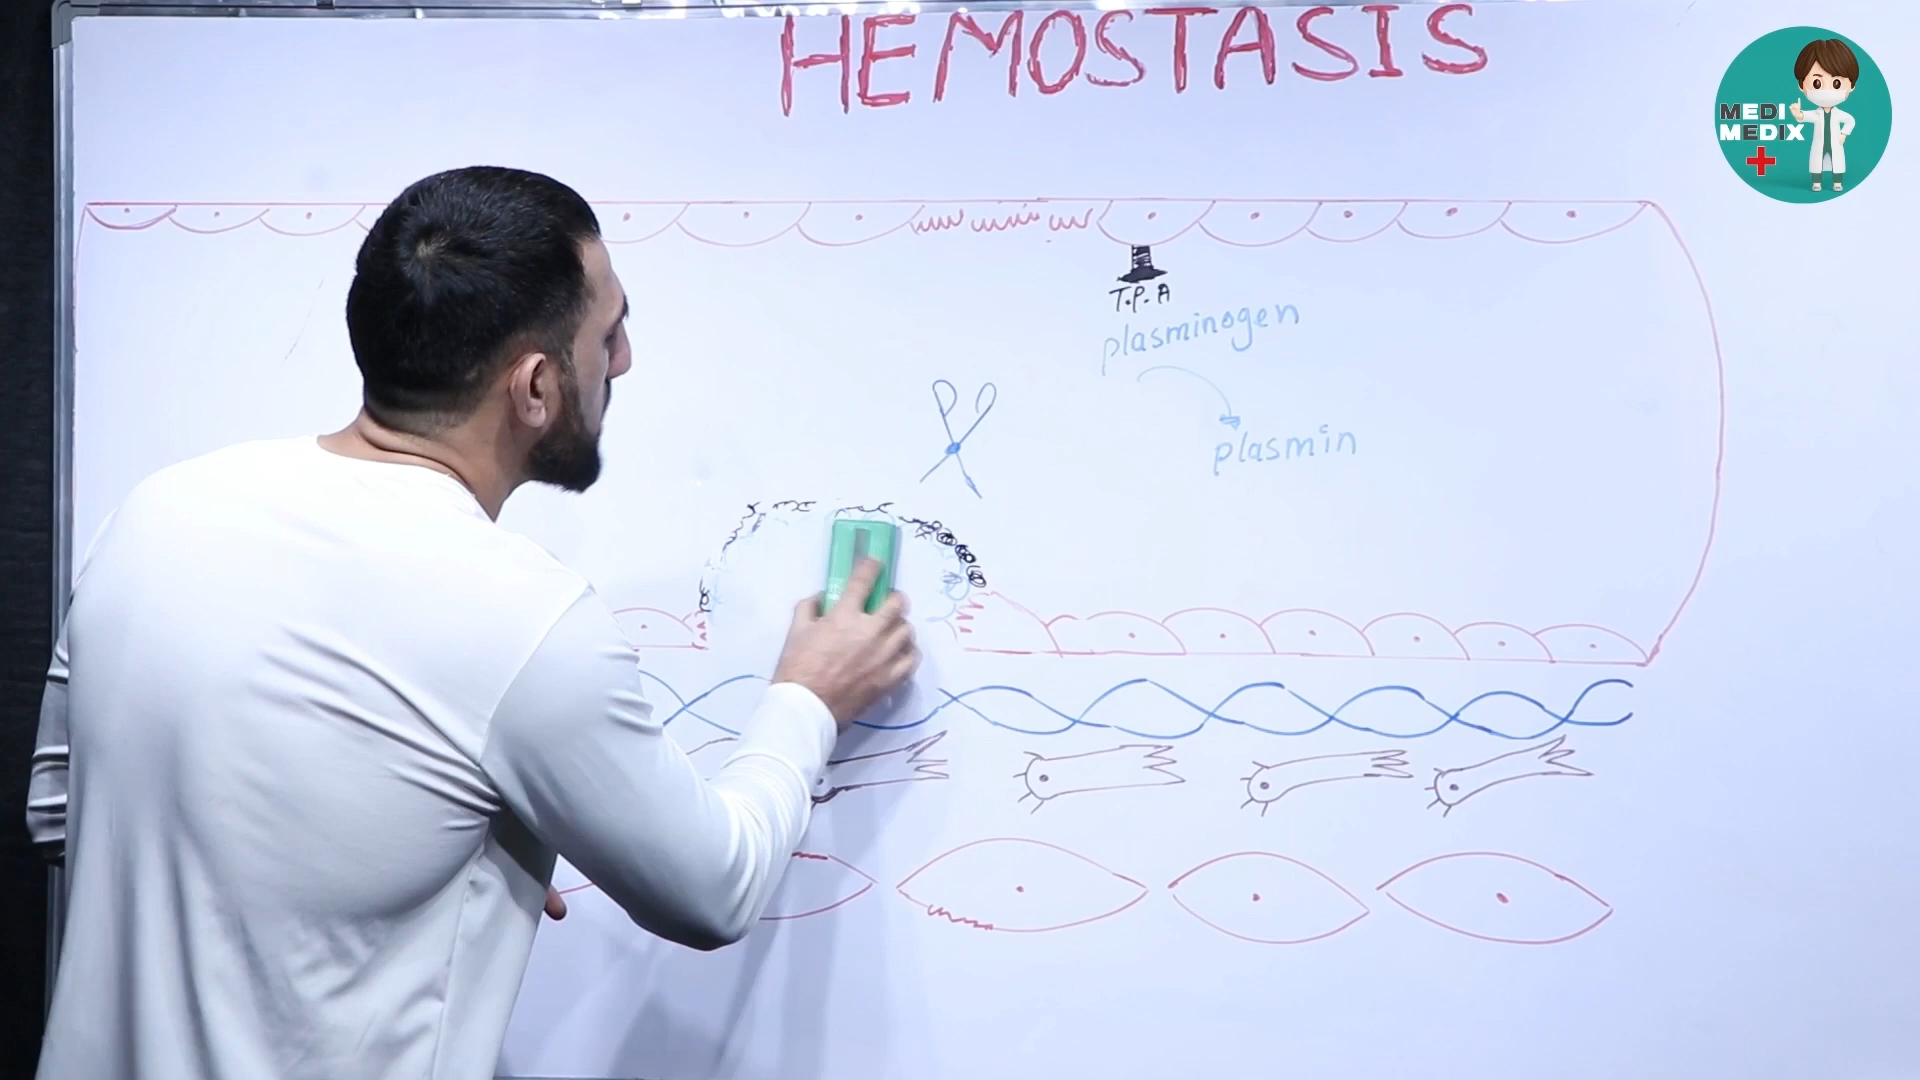 HEMOSTASIS
MEDI
MEDIX
T.P.A
plasminogen
plasmin